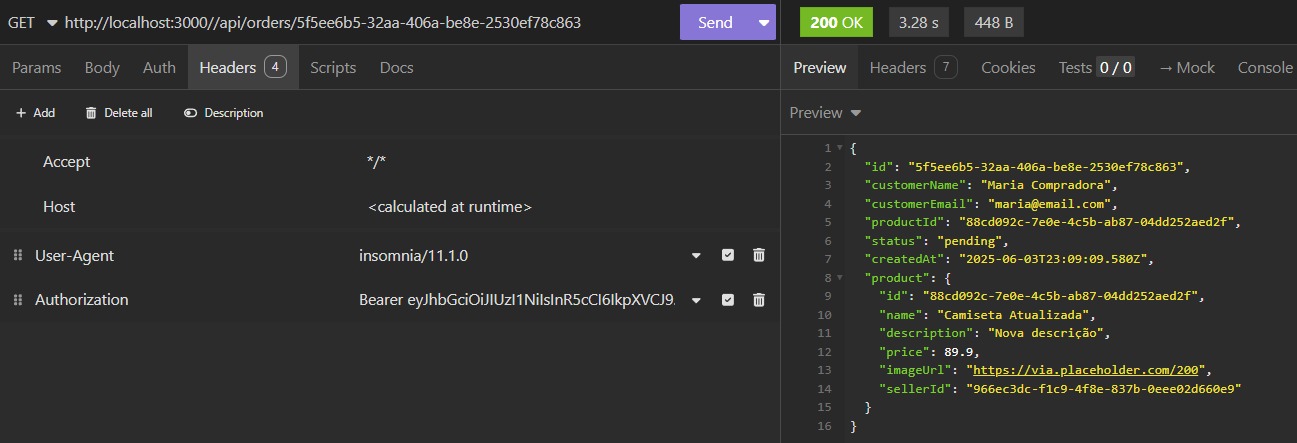 GET http://localhost:3000//api/orders/5f5ee6b5-32aa-406a-be8e-2530ef78c863 Send
Params Body Auth Headers 4 Scripts Docs
+ Add Delete all Description
Accept */*
Host <calculated at runtime>
User-Agent insomnia/11.1.0
Authorization Bearer eyJhbGciOiJIUzI1NiIsInR5cCI6IkpXVCJ9.
200 OK 3.28 s 448 B
Preview Headers 7 Cookies Tests 0 / 0 → Mock Console
Preview
1 {
2 "id": "5f5ee6b5-32aa-406a-be8e-2530ef78c863",
3 "customerName": "Maria Compradora",
4 "customerEmail": "maria@email.com",
5 "productId": "88cd092c-7e0e-4c5b-ab87-04dd252aed2f",
6 "status": "pending",
7 "createdAt": "2025-06-03T23:09:09.580Z",
8 "product": {
9 "id": "88cd092c-7e0e-4c5b-ab87-04dd252aed2f",
10 "name": "Camiseta Atualizada",
11 "description": "Nova descrição",
12 "price": 89.9,
13 "imageUrl": "https://via.placeholder.com/200",
14 "sellerId": "966ec3dc-f1c9-4f8e-837b-0eee02d660e9"
15 }
16 }